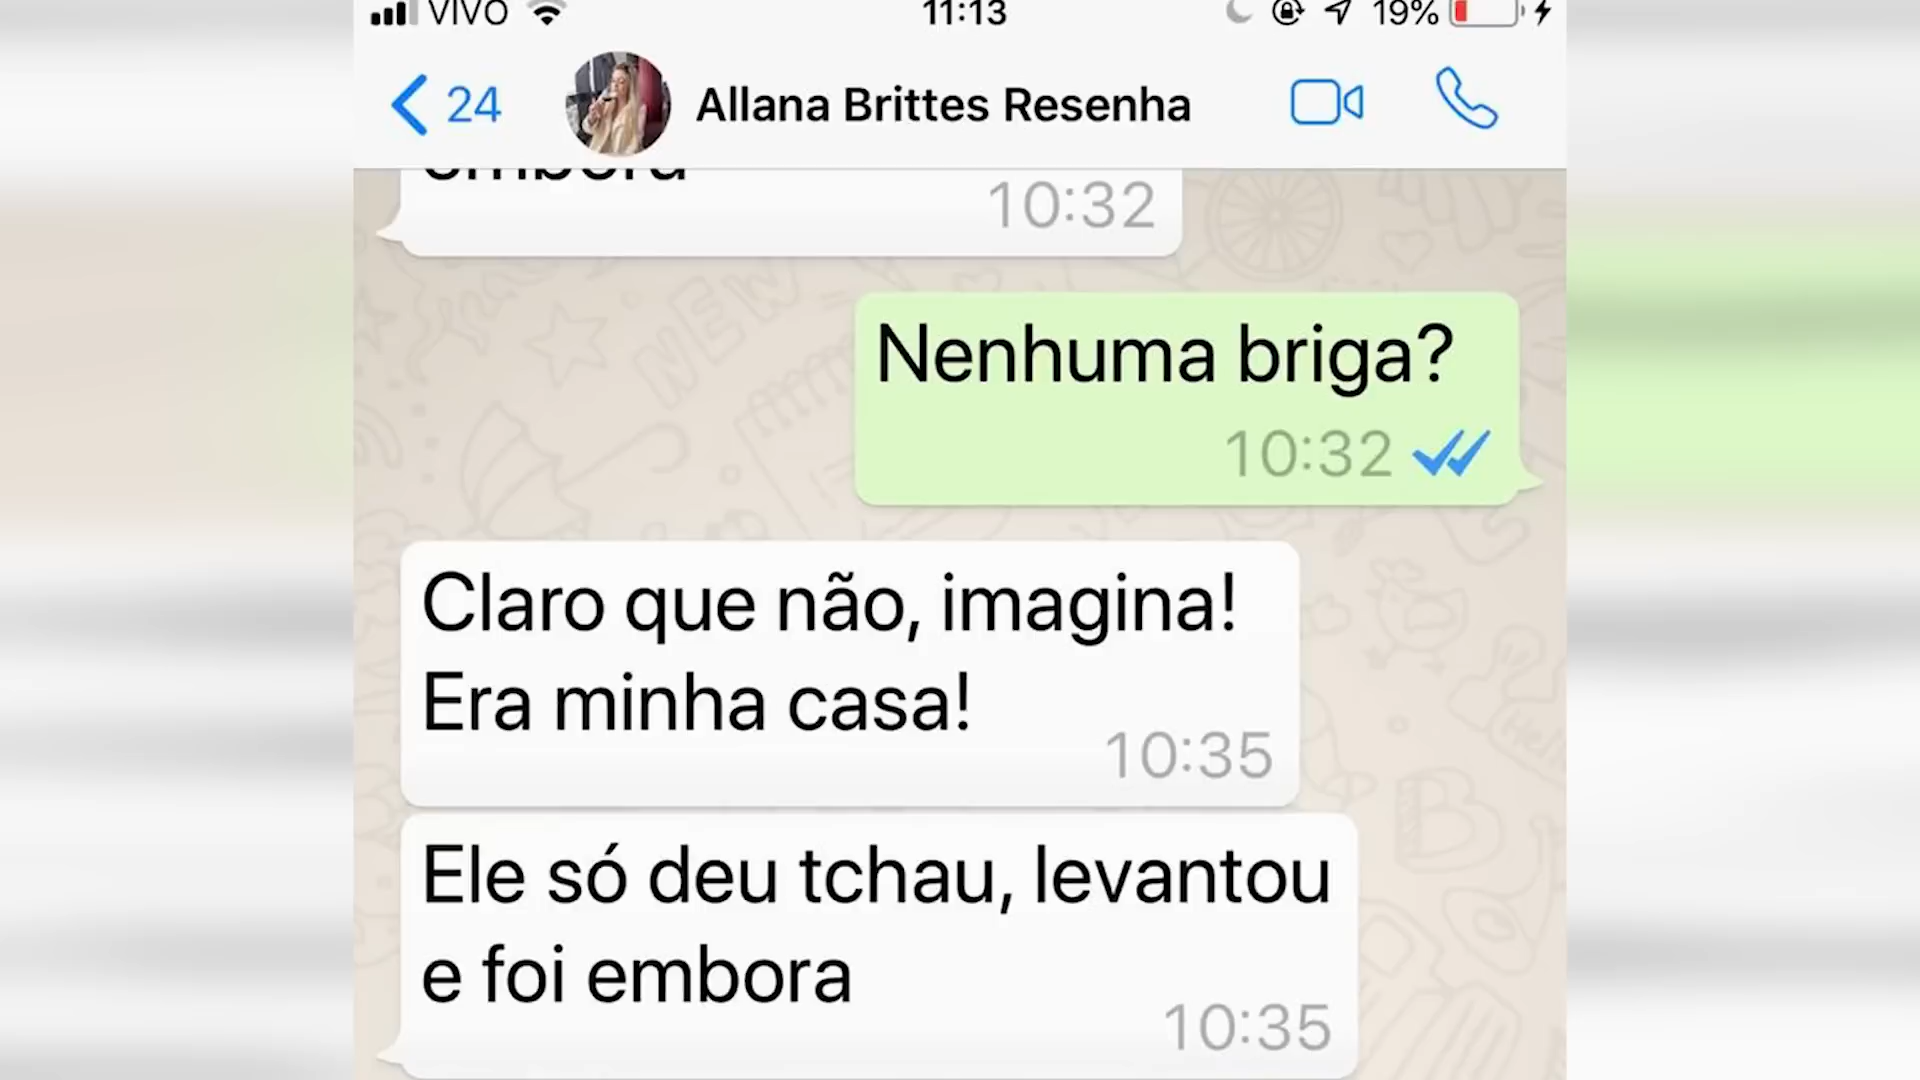 VIVO 11:13 19%
24 Allana Brittes Resenha
embora
10:32
Nenhuma briga?
10:32
Claro que não, imagina!
Era minha casa!
10:35
Ele só deu tchau, levantou
e foi embora
10:35